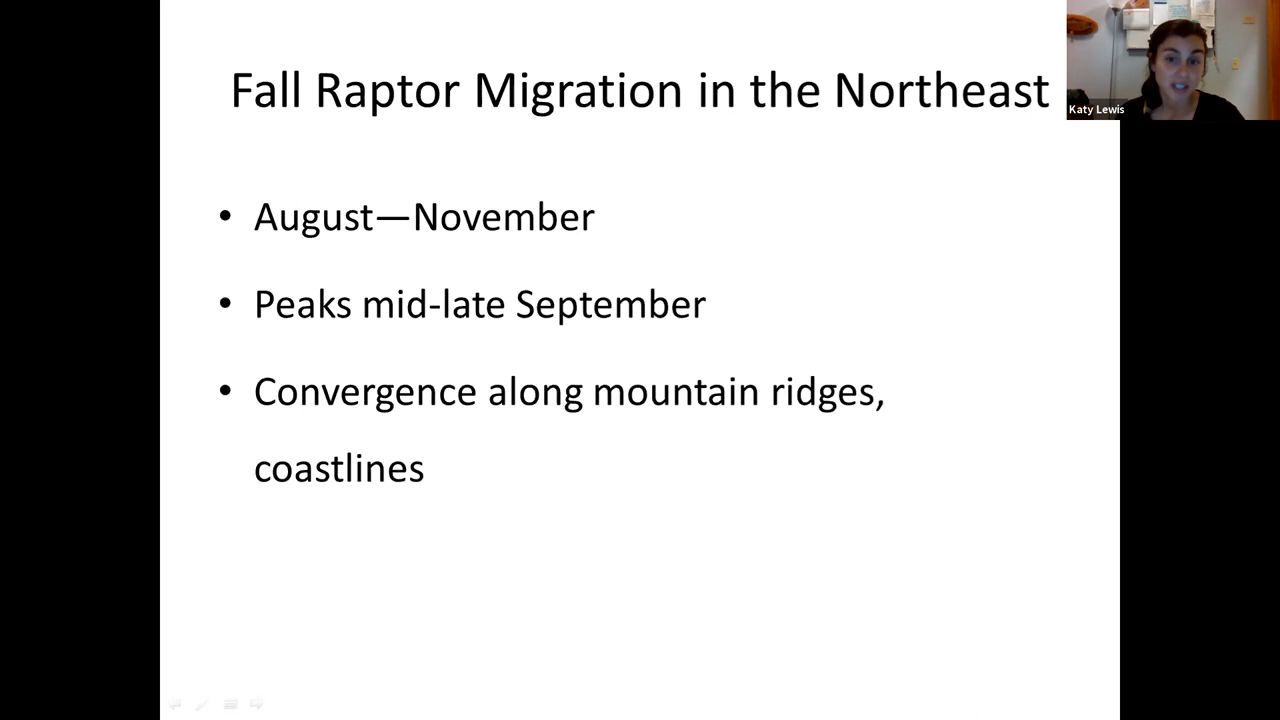 Fall Raptor Migration in the Northeast
Katy Lewis
• August—November
• Peaks mid-late September
• Convergence along mountain ridges,
coastlines